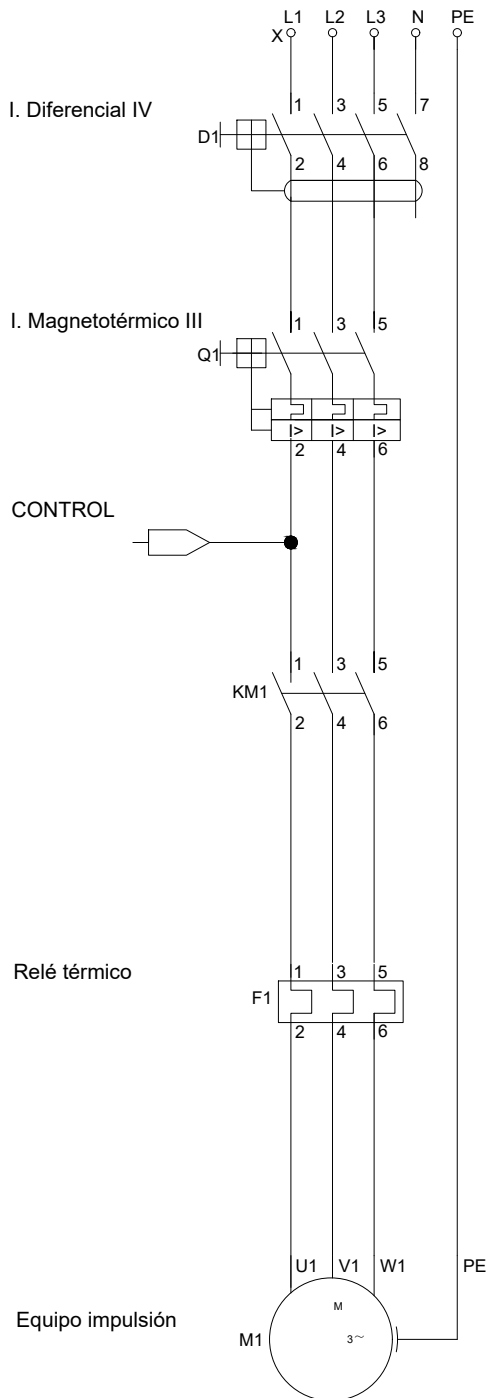 L1 L2 L3 N PE
X
I. Diferencial IV
1 3 5 7
D1
2 4 6 8
I. Magnetotérmico III
1 3 5
Q1
I> I> I>
2 4 6
CONTROL
1 3 5
KM1
2 4 6
Relé térmico
1 3 5
F1
2 4 6
U1 V1 W1 PE
Equipo impulsión
M
M1
3~